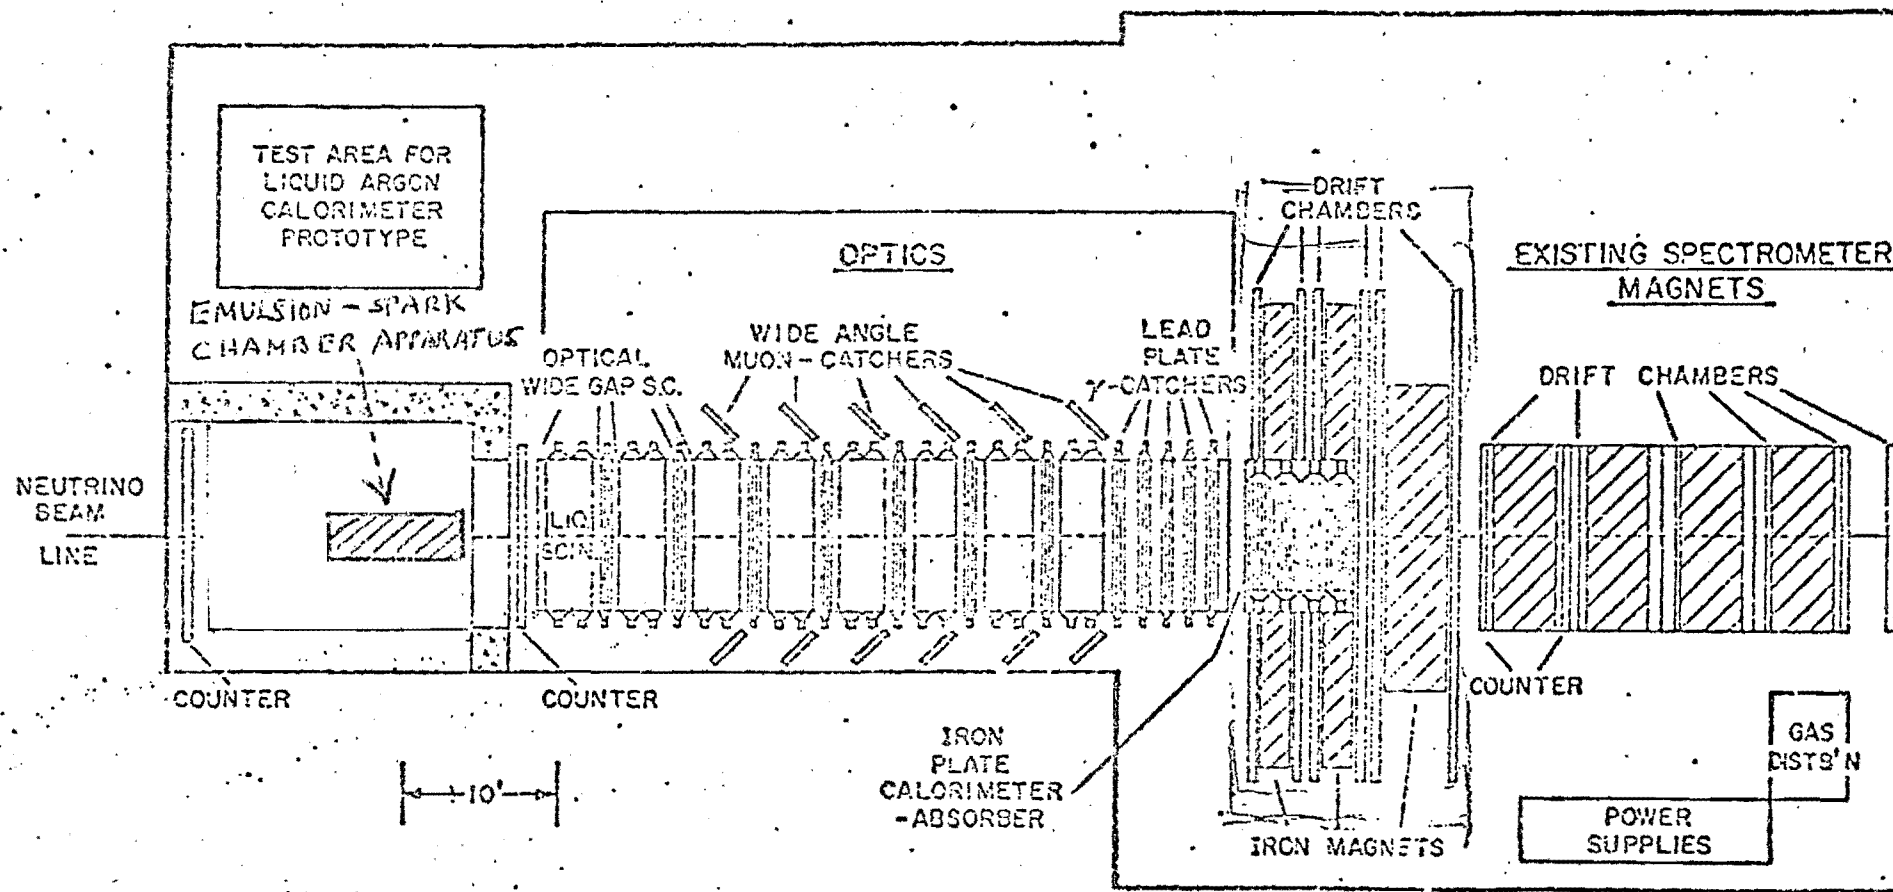 TEST AREA FOR
LIQUID ARGON
CALORIMETER
PROTOTYPE
EMULSION - SPARK
CHAMBER APPARATUS
OPTICS
OPTICAL
WIDE GAP S.C.
WIDE ANGLE
MUON-CATCHERS
LEAD
PLATE
γ-CATCHERS
DRIFT
CHAMBERS
EXISTING SPECTROMETER
MAGNETS
DRIFT CHAMBERS
NEUTRINO
BEAM
LINE
LIQ.
SCIN.
COUNTER
COUNTER
COUNTER
10'
IRON
PLATE
CALORIMETER
-ABSORBER
IRON MAGNETS
GAS
DISTB'N
POWER
SUPPLIES